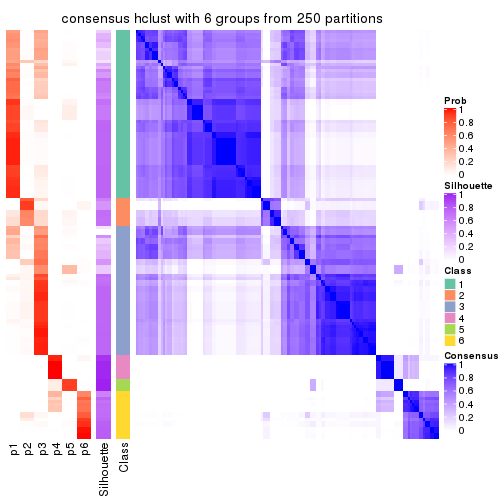 consensus hclust with 6 groups from 250 partitions
Prob
1
0.8
0.6
0.4
0.2
0
Silhouette
1
0.8
0.6
0.4
0.2
0
Class
1
2
3
4
5
6
Consensus
1
0.8
0.6
0.4
0.2
0
p1
p2
p3
p4
p5
p6
Silhouette
Class